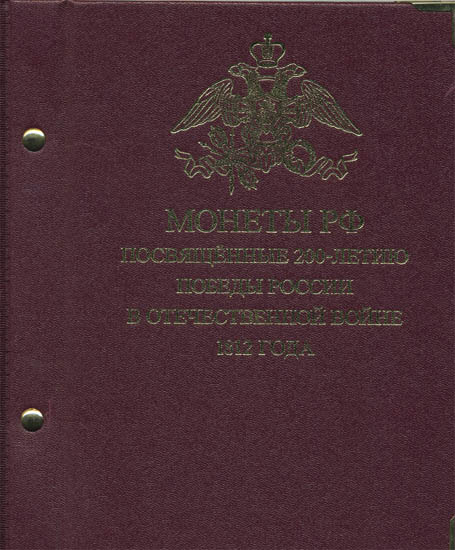 МОНЕТЫ РФ
ПОСВЯЩЁННЫЕ 200-ЛЕТИЮ
ПОБЕДЫ РОССИИ
В ОТЕЧЕСТВЕННОЙ ВОЙНЕ
1812 ГОДА